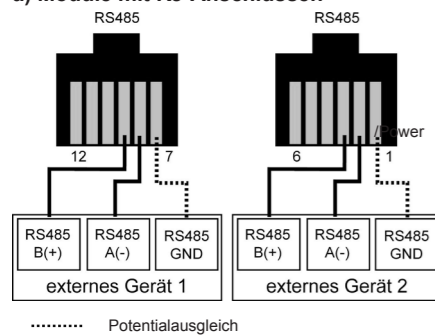 a) Module mit RJ-Anschlüssen
RS485 RS485
/Power
12 7 6 1
RS485 RS485 RS485 RS485 RS485 RS485
B(+) A(-) GND B(+) A(-) GND
externes Gerät 1 externes Gerät 2
Potentialausgleich